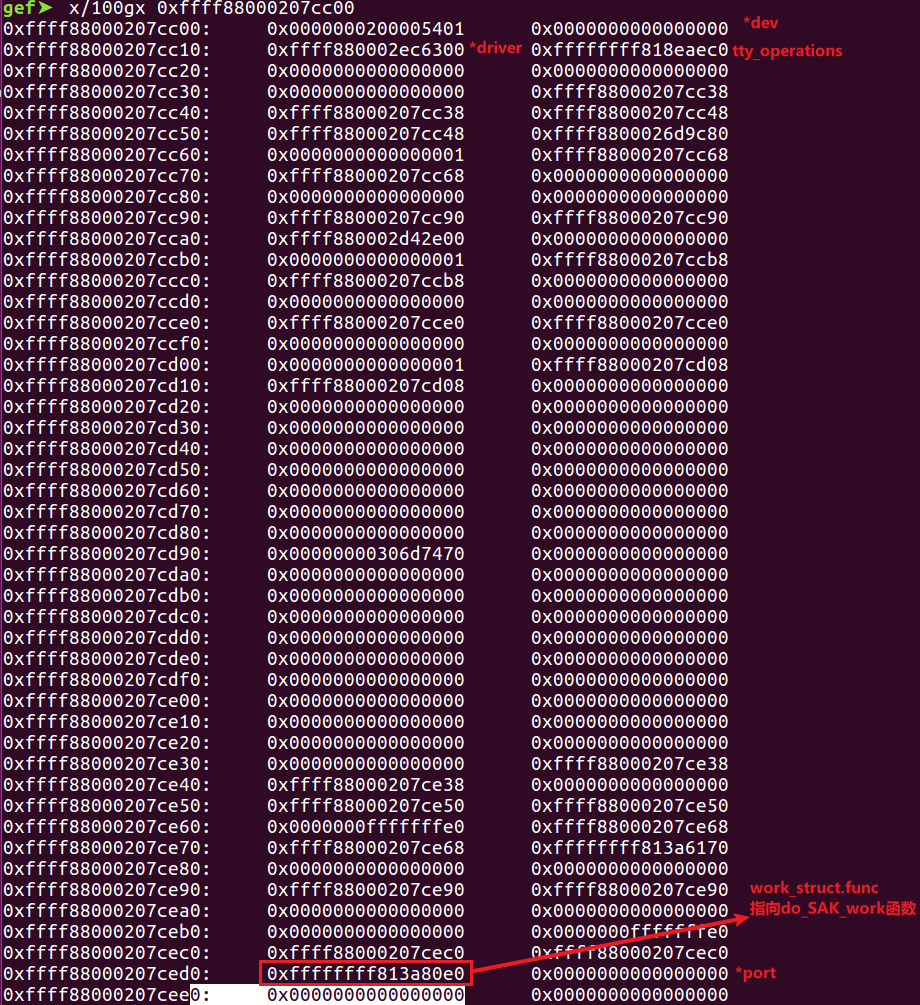 gef➤  x/100gx 0xffff88000207cc00
0xffff88000207cc00: 0x0000000200005401 0x0000000000000000 *dev
0xffff88000207cc10: 0xffff880002ec6300 *driver 0xffffffff818eaec0 tty_operations
0xffff88000207cc20: 0x0000000000000000 0x0000000000000000
0xffff88000207cc30: 0x0000000000000000 0xffff88000207cc38
0xffff88000207cc40: 0xffff88000207cc38 0xffff88000207cc48
0xffff88000207cc50: 0xffff88000207cc48 0xffff8800026d9c80
0xffff88000207cc60: 0x0000000000000001 0xffff88000207cc68
0xffff88000207cc70: 0xffff88000207cc68 0x0000000000000000
0xffff88000207cc80: 0x0000000000000000 0x0000000000000000
0xffff88000207cc90: 0xffff88000207cc90 0xffff88000207cc90
0xffff88000207cca0: 0xffff880002d42e00 0x0000000000000000
0xffff88000207ccb0: 0x0000000000000001 0xffff88000207ccb8
0xffff88000207ccc0: 0xffff88000207ccb8 0x0000000000000000
0xffff88000207ccd0: 0x0000000000000000 0x0000000000000000
0xffff88000207cce0: 0xffff88000207cce0 0xffff88000207cce0
0xffff88000207ccf0: 0x0000000000000000 0x0000000000000000
0xffff88000207cd00: 0x0000000000000001 0xffff88000207cd08
0xffff88000207cd10: 0xffff88000207cd08 0x0000000000000000
0xffff88000207cd20: 0x0000000000000000 0x0000000000000000
0xffff88000207cd30: 0x0000000000000000 0x0000000000000000
0xffff88000207cd40: 0x0000000000000000 0x0000000000000000
0xffff88000207cd50: 0x0000000000000000 0x0000000000000000
0xffff88000207cd60: 0x0000000000000000 0x0000000000000000
0xffff88000207cd70: 0x0000000000000000 0x0000000000000000
0xffff88000207cd80: 0x0000000000000000 0x0000000000000000
0xffff88000207cd90: 0x00000000306d7470 0x0000000000000000
0xffff88000207cda0: 0x0000000000000000 0x0000000000000000
0xffff88000207cdb0: 0x0000000000000000 0x0000000000000000
0xffff88000207cdc0: 0x0000000000000000 0x0000000000000000
0xffff88000207cdd0: 0x0000000000000000 0x0000000000000000
0xffff88000207cde0: 0x0000000000000000 0x0000000000000000
0xffff88000207cdf0: 0x0000000000000000 0x0000000000000000
0xffff88000207ce00: 0x0000000000000000 0x0000000000000000
0xffff88000207ce10: 0x0000000000000000 0x0000000000000000
0xffff88000207ce20: 0x0000000000000000 0x0000000000000000
0xffff88000207ce30: 0x0000000000000000 0xffff88000207ce38
0xffff88000207ce40: 0xffff88000207ce38 0x0000000000000000
0xffff88000207ce50: 0xffff88000207ce50 0xffff88000207ce50
0xffff88000207ce60: 0x0000000fffffffe0 0xffff88000207ce68
0xffff88000207ce70: 0xffff88000207ce68 0xffffffff813a6170
0xffff88000207ce80: 0x0000000000000000 0x0000000000000000
0xffff88000207ce90: 0xffff88000207ce90 0xffff88000207ce90 work_struct.func
0xffff88000207cea0: 0x0000000000000000 0x0000000000000000 指向do_SAK_work函数
0xffff88000207ceb0: 0x0000000000000000 0x0000000fffffffe0
0xffff88000207cec0: 0xffff88000207cec0 0xffff88000207cec0
0xffff88000207ced0: 0xffffffff813a80e0 0x0000000000000000 *port
0xffff88000207cee0: 0x0000000000000000 0x0000000000000000